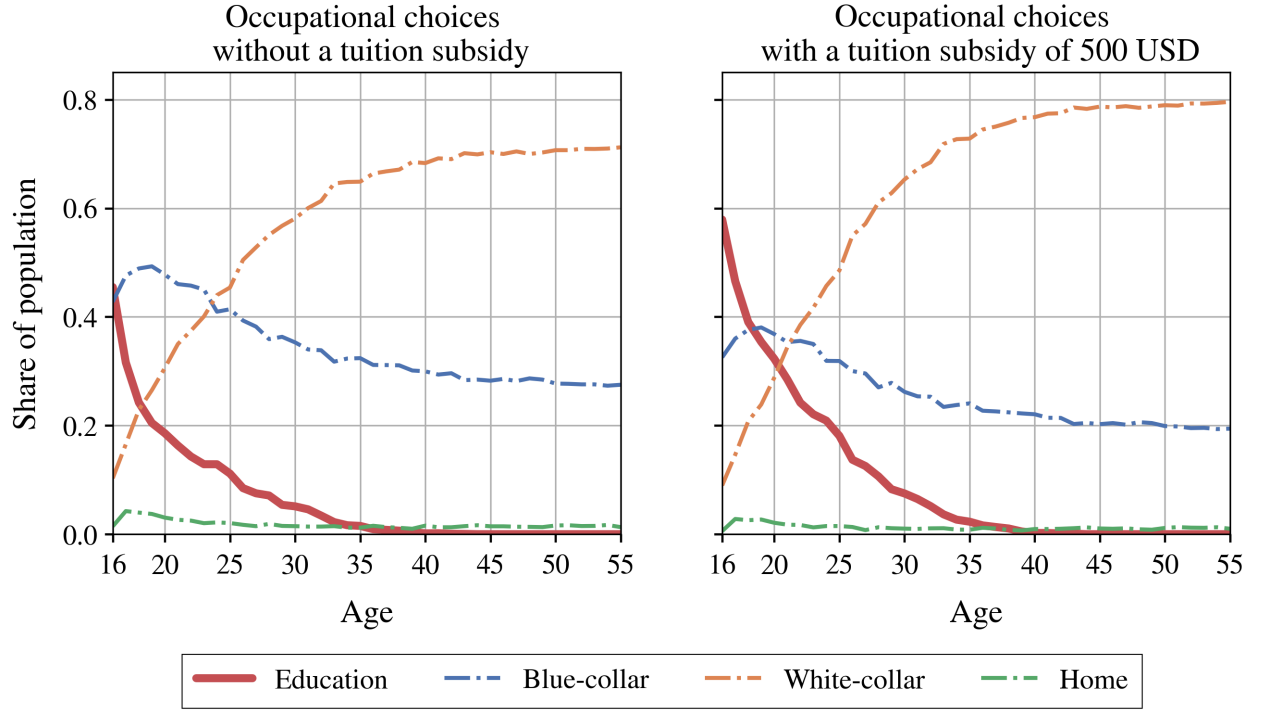 Occupational choices
without a tuition subsidy
Occupational choices
with a tuition subsidy of 500 USD
Share of population
0.8
0.6
0.4
0.2
0.0
16 20 25 30 35 40 45 50 55
16 20 25 30 35 40 45 50 55
Age
Age
Education Blue-collar White-collar Home